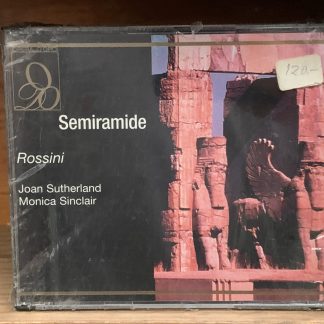 120.-
Semiramide
Rossini
Joan Sutherland
Monica Sinclair